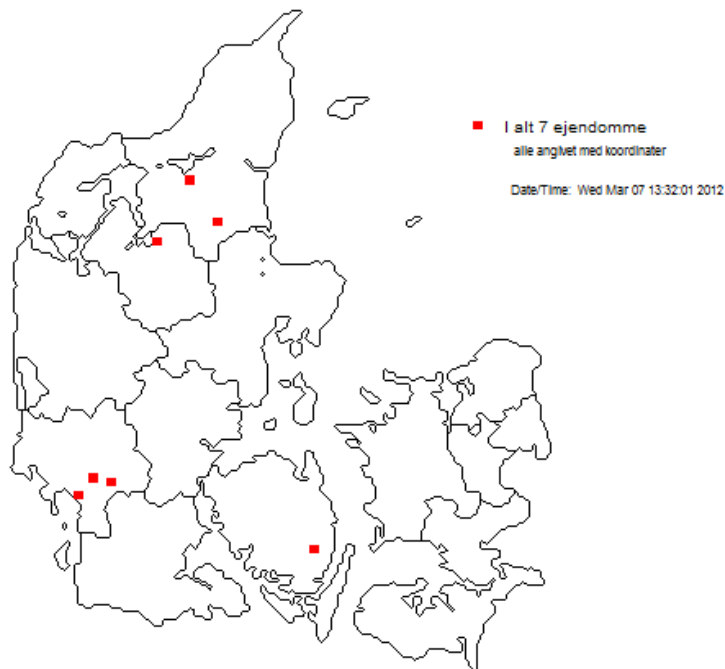 I alt 7 ejendomme
alle angivet med koordinater
Date/Time: Wed Mar 07 13:32:01 2012